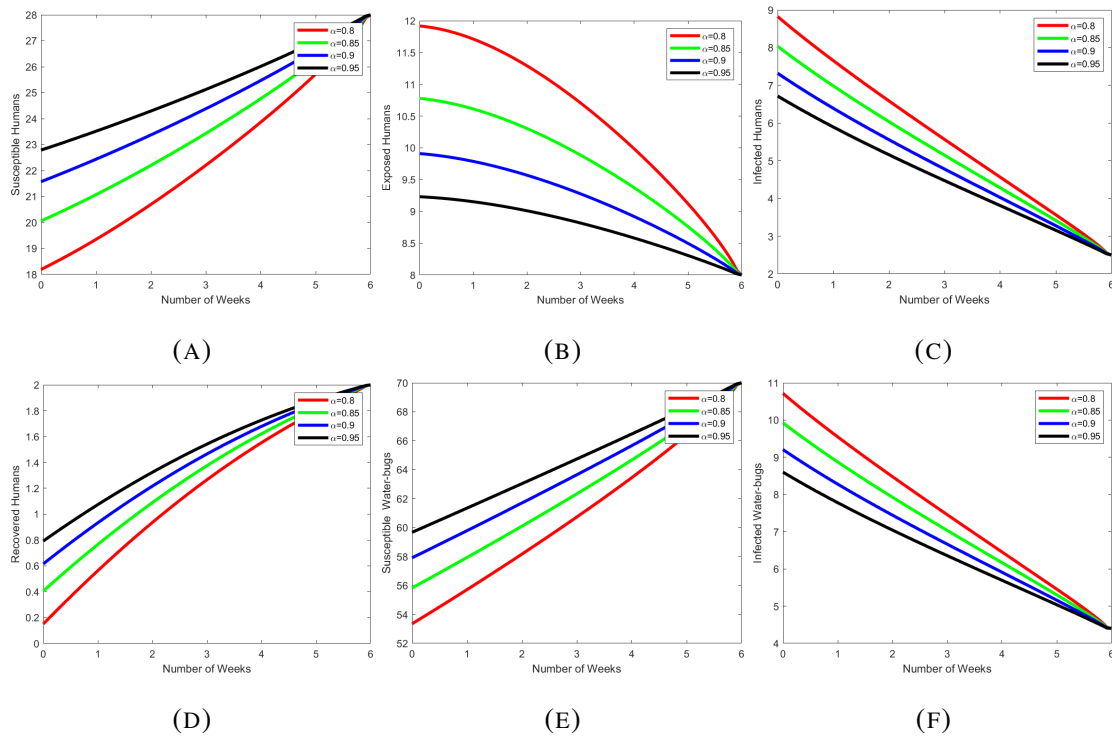 28
27
26
25
24
23
22
21
20
19
18
Susceptible Humans
0 1 2 3 4 5 6
Number of Weeks
α=0.8
α=0.85
α=0.9
α=0.95
(A)
12
11.5
11
10.5
10
9.5
9
8.5
8
Exposed Humans
0 1 2 3 4 5 6
Number of Weeks
α=0.8
α=0.85
α=0.9
α=0.95
(B)
9
8
7
6
5
4
3
2
Infected Humans
0 1 2 3 4 5 6
Number of Weeks
α=0.8
α=0.85
α=0.9
α=0.95
(C)
2
1.8
1.6
1.4
1.2
1
0.8
0.6
0.4
0.2
0
Recovered Humans
0 1 2 3 4 5 6
Number of Weeks
α=0.8
α=0.85
α=0.9
α=0.95
(D)
70
68
66
64
62
60
58
56
54
52
Susceptible Water-bugs
0 1 2 3 4 5 6
Number of Weeks
α=0.8
α=0.85
α=0.9
α=0.95
(E)
11
10
9
8
7
6
5
4
Infected Water-bugs
0 1 2 3 4 5 6
Number of Weeks
α=0.8
α=0.85
α=0.9
α=0.95
(F)